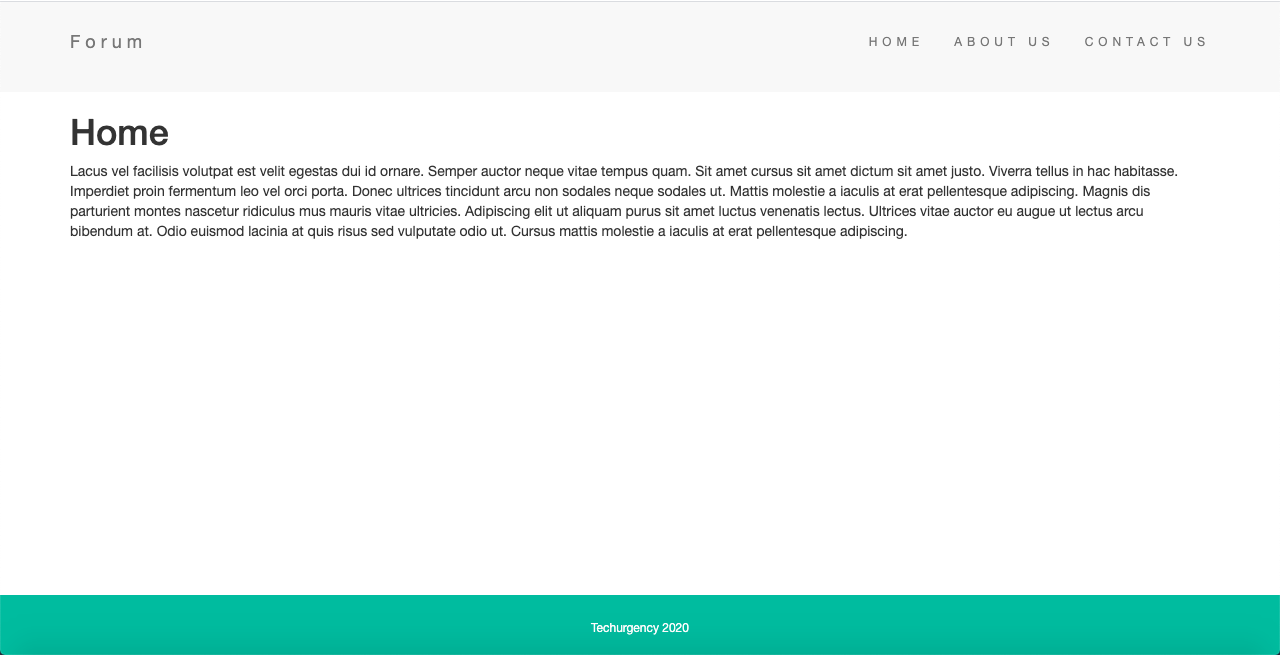 Forum
HOME ABOUT US CONTACT US
Home
Lacus vel facilisis volutpat est velit egestas dui id ornare. Semper auctor neque vitae tempus quam. Sit amet cursus sit amet dictum sit amet justo. Viverra tellus in hac habitasse.
Imperdiet proin fermentum leo vel orci porta. Donec ultrices tincidunt arcu non sodales neque sodales ut. Mattis molestie a iaculis at erat pellentesque adipiscing. Magnis dis
parturient montes nascetur ridiculus mus mauris vitae ultricies. Adipiscing elit ut aliquam purus sit amet luctus venenatis lectus. Ultrices vitae auctor eu augue ut lectus arcu
bibendum at. Odio euismod lacinia at quis risus sed vulputate odio ut. Cursus mattis molestie a iaculis at erat pellentesque adipiscing.
Techurgency 2020